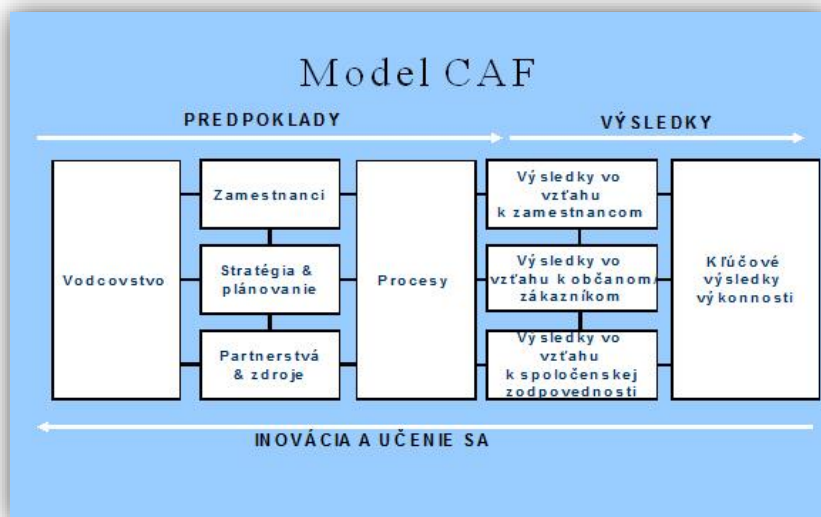 Model CAF
PREDPOKLADY
VÝSLEDKY
Vodcovstvo
Zamestnanci
Stratégia &
plánovanie
Partnerstvá
& zdroje
Procesy
Výsledky vo
vzťahu
k zamestnancom
Výsledky vo
vzťahu k občanom/
zákazníkom
Výsledky vo
vzťahu
k spoločenskej
zodpovednosti
Kľúčové
výsledky
výkonnosti
INOVÁCIA A UČENIE SA